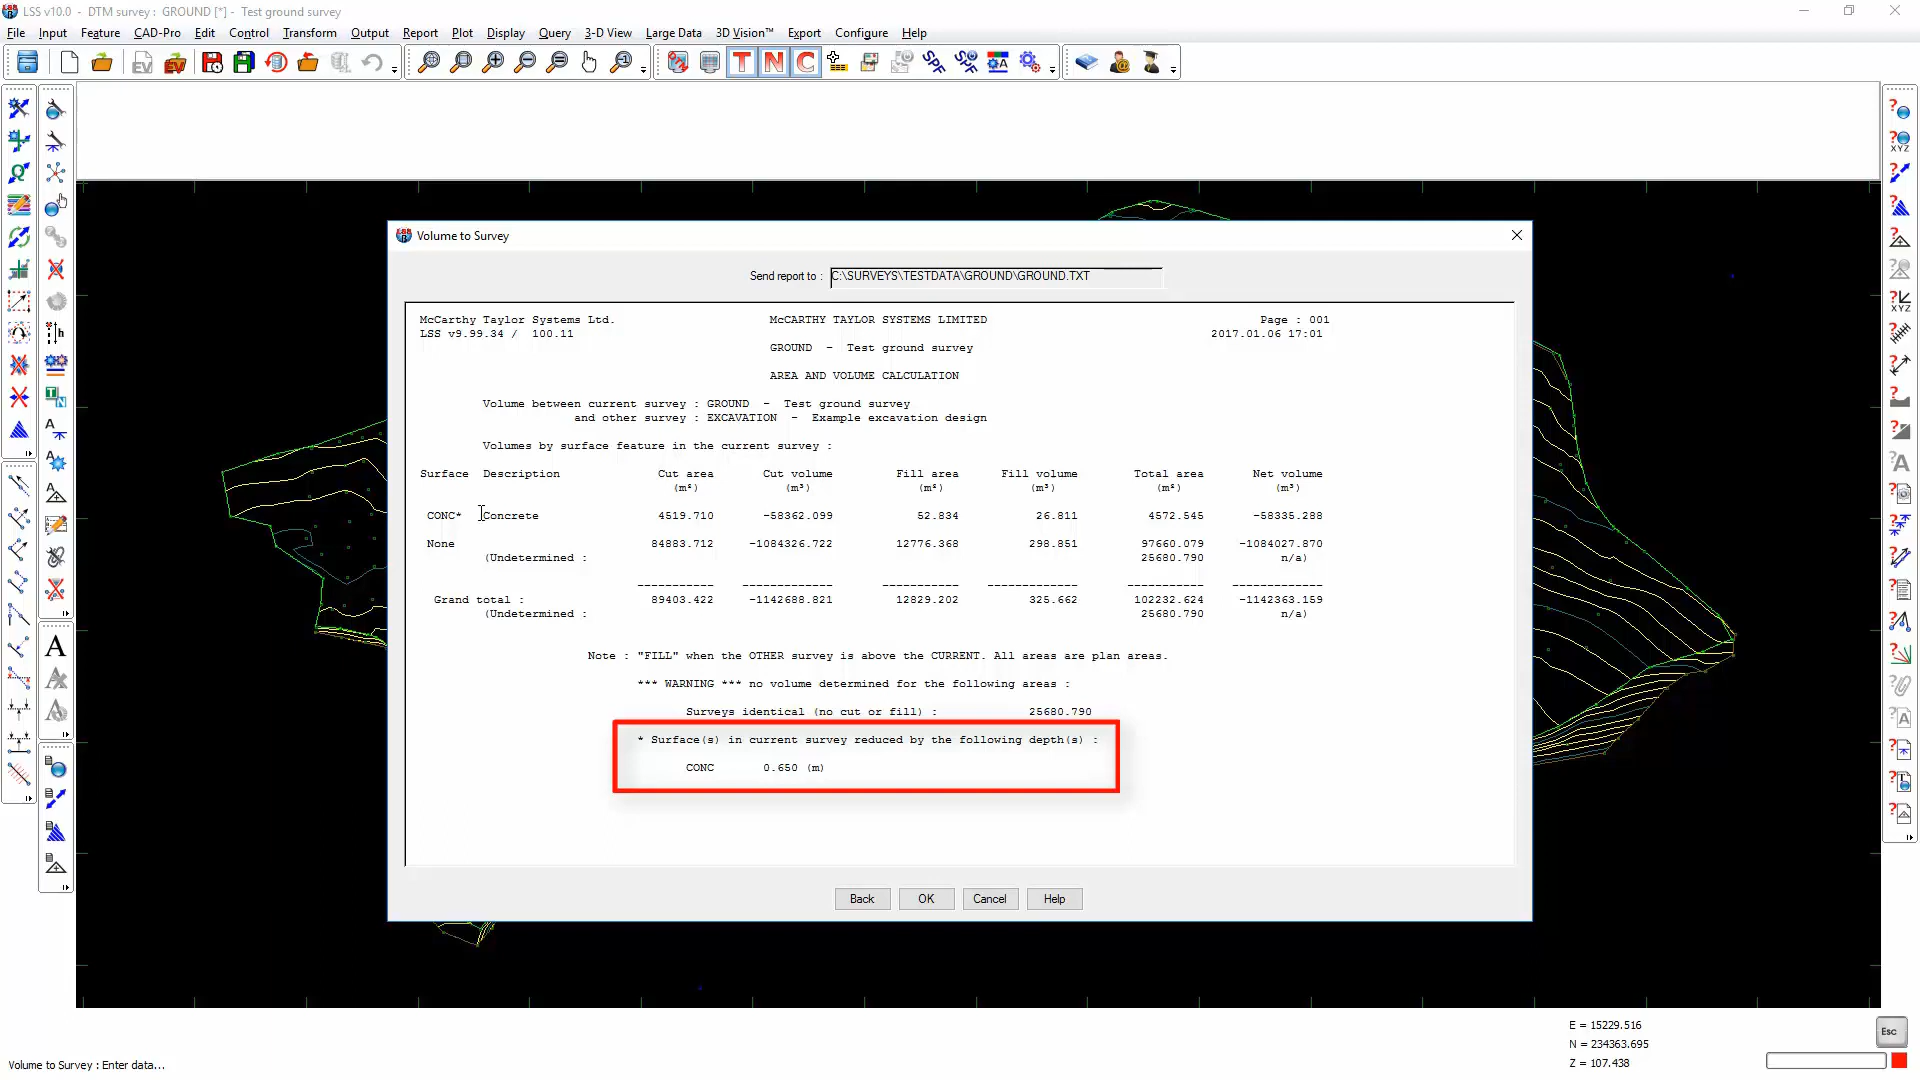 LSS v10.0 - DTM survey : GROUND [*] - Test ground survey
File Input Feature CAD-Pro Edit Control Transform Output Report Plot Display Query 3-D View Large Data 3D Vision™ Export Configure Help
EV EV T N C SPF SPF A
Volume to Survey
Send report to : C:\SURVEYS\TESTDATA\GROUND\GROUND.TXT
McCarthy Taylor Systems Ltd. McCARTHY TAYLOR SYSTEMS LIMITED Page : 001
LSS v9.99.34 / 100.11 2017.01.06 17:01
GROUND - Test ground survey
AREA AND VOLUME CALCULATION
Volume between current survey : GROUND - Test ground survey
and other survey : EXCAVATION - Example excavation design
Volumes by surface feature in the current survey :
Surface Description Cut area Cut volume Fill area Fill volume Total area Net volume
(m²) (m³) (m²) (m³) (m²) (m³)
CONC* Concrete 4519.710 -58362.099 52.834 26.811 4572.545 -58335.288
None 84883.712 -1084326.722 12776.368 298.851 97660.079 -1084027.870
(Undetermined : 25680.790 n/a)
Grand total : 89403.422 -1142688.821 12829.202 325.662 102232.624 -1142363.159
(Undetermined : 25680.790 n/a)
Note : "FILL" when the OTHER survey is above the CURRENT. All areas are plan areas.
*** WARNING *** no volume determined for the following areas :
Surveys identical (no cut or fill) : 25680.790
* Surface(s) in current survey reduced by the following depth(s) :
CONC 0.650 (m)
Back OK Cancel Help
E = 15229.516
N = 234363.695
Z = 107.438
Esc
Volume to Survey : Enter data...